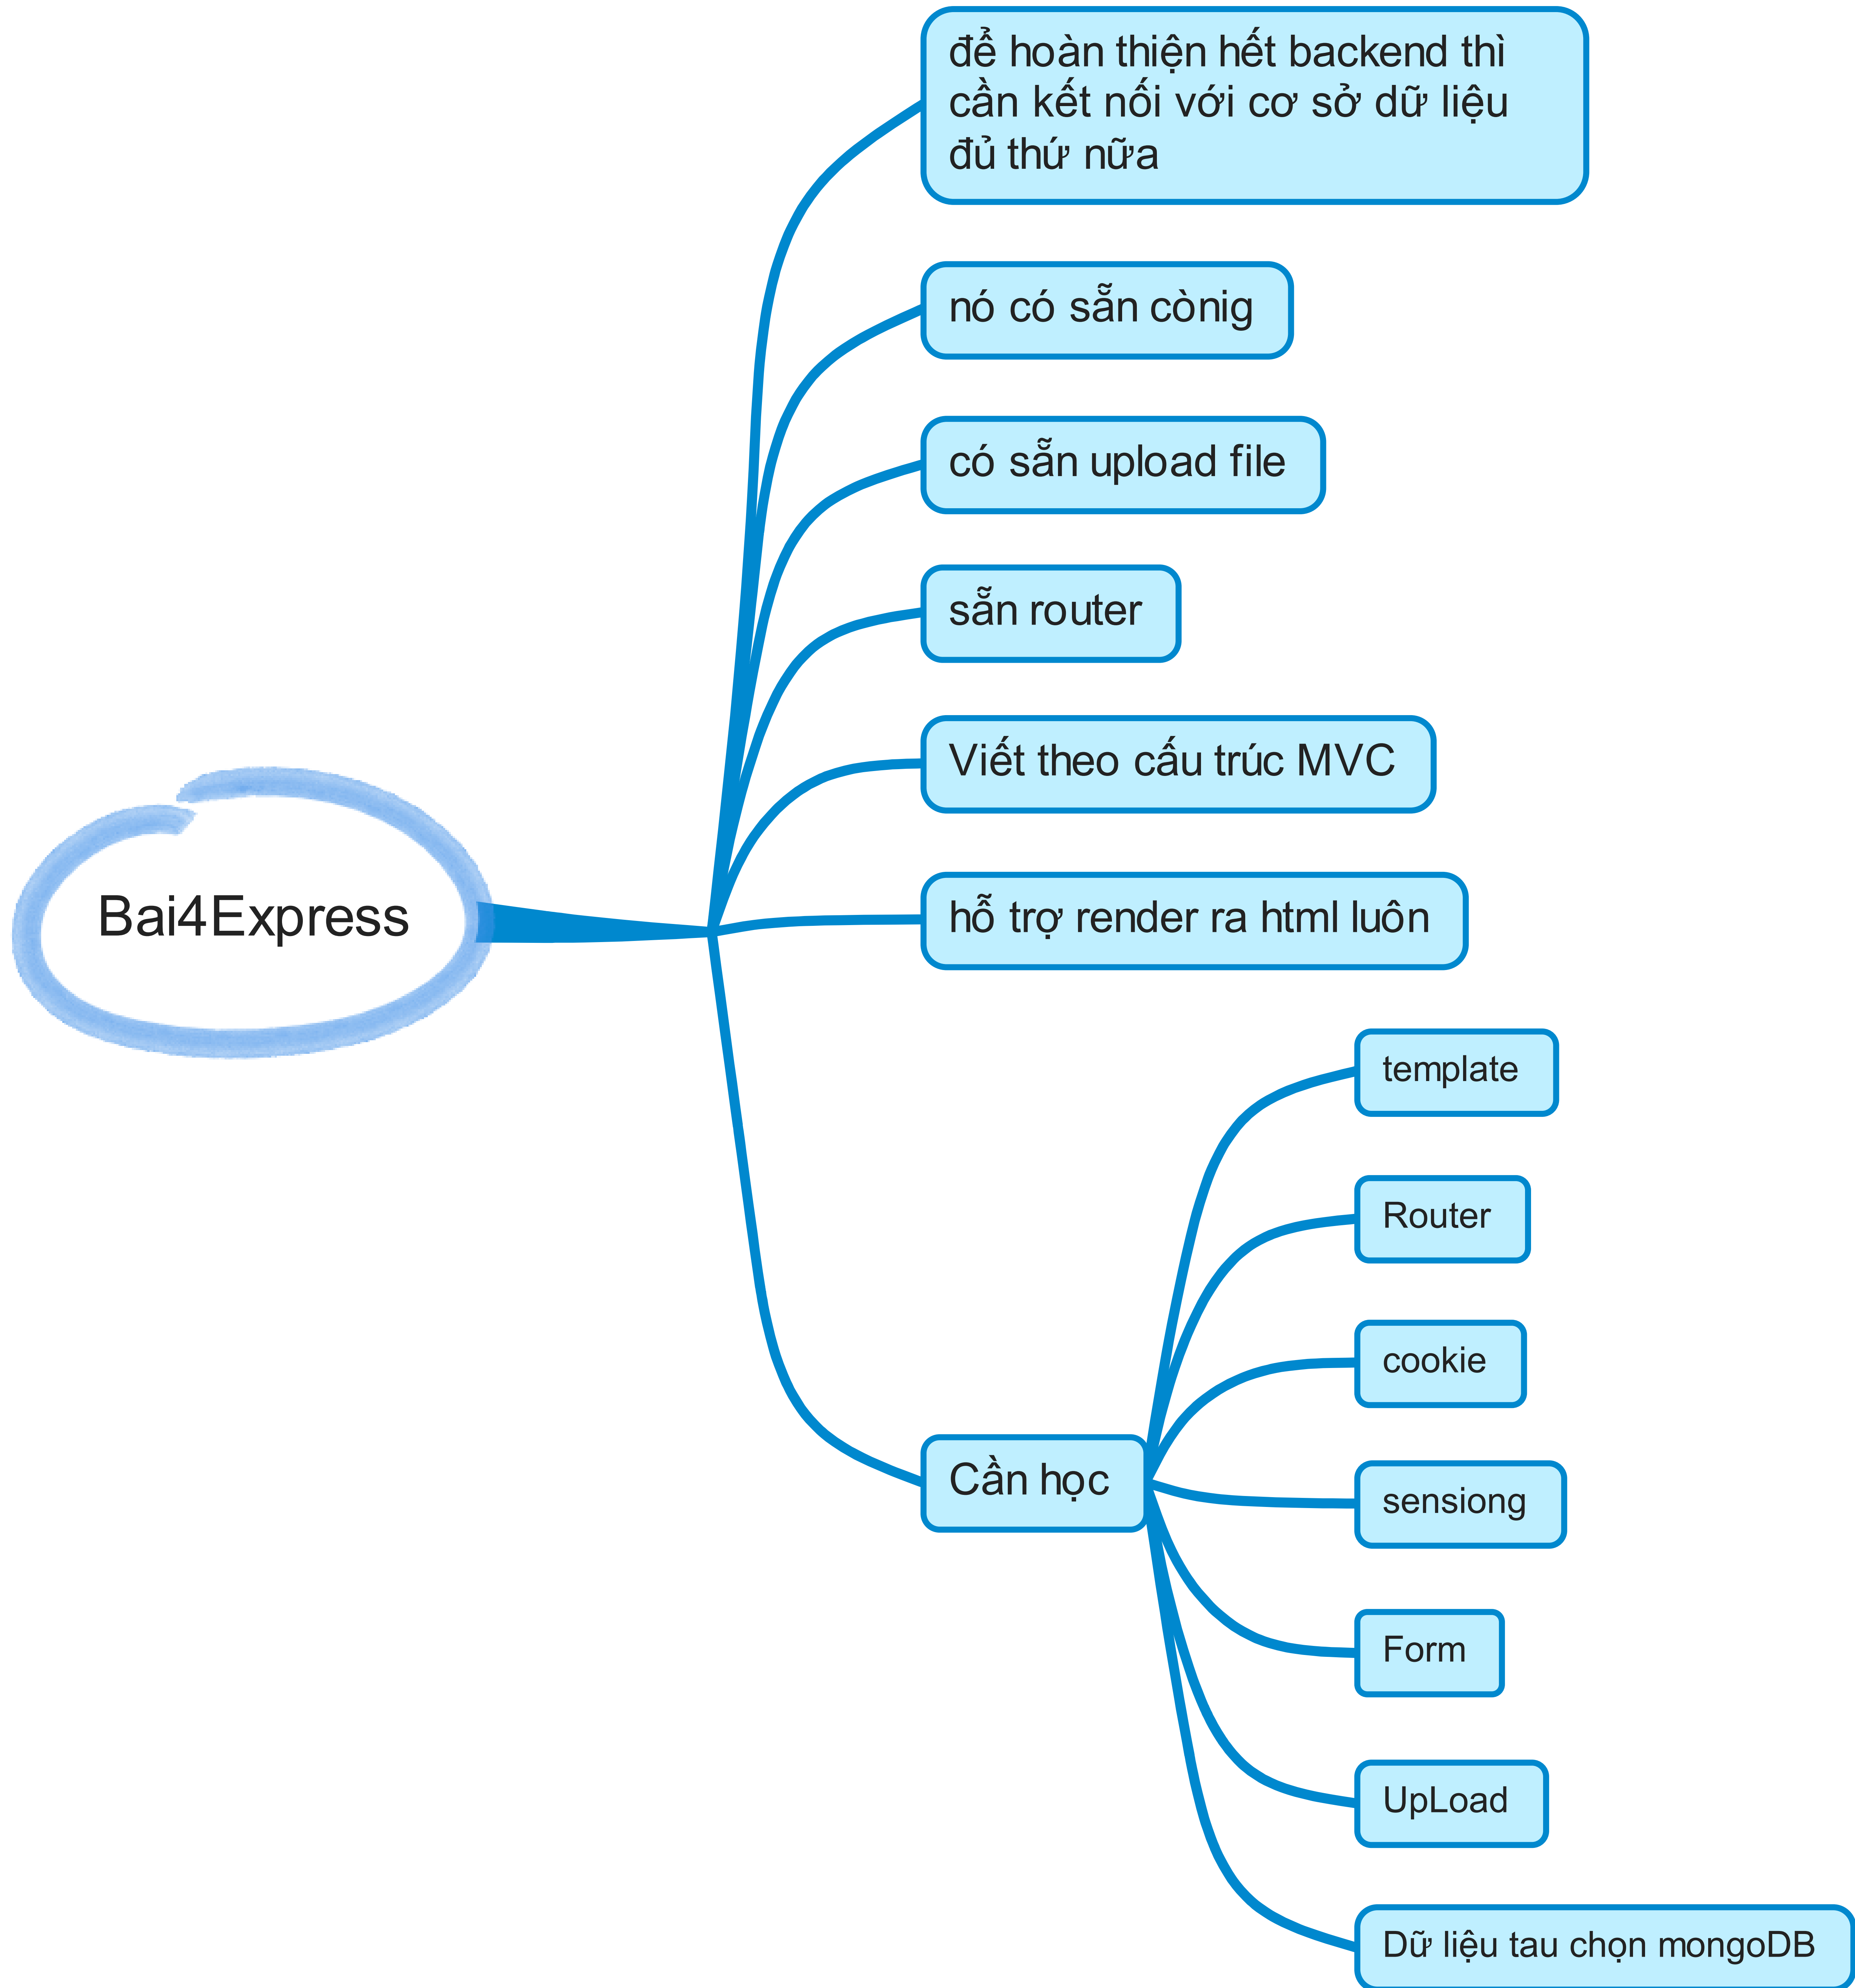 để hoàn thiện hết backend thì
cần kết nối với cơ sở dữ liệu
đủ thứ nữa
nó có sẵn cònig
có sẵn upload file
sẵn router
Viết theo cấu trúc MVC
Bai4Express
hỗ trợ render ra html luôn
Cần học
template
Router
cookie
sensiong
Form
UpLoad
Dữ liệu tau chọn mongoDB